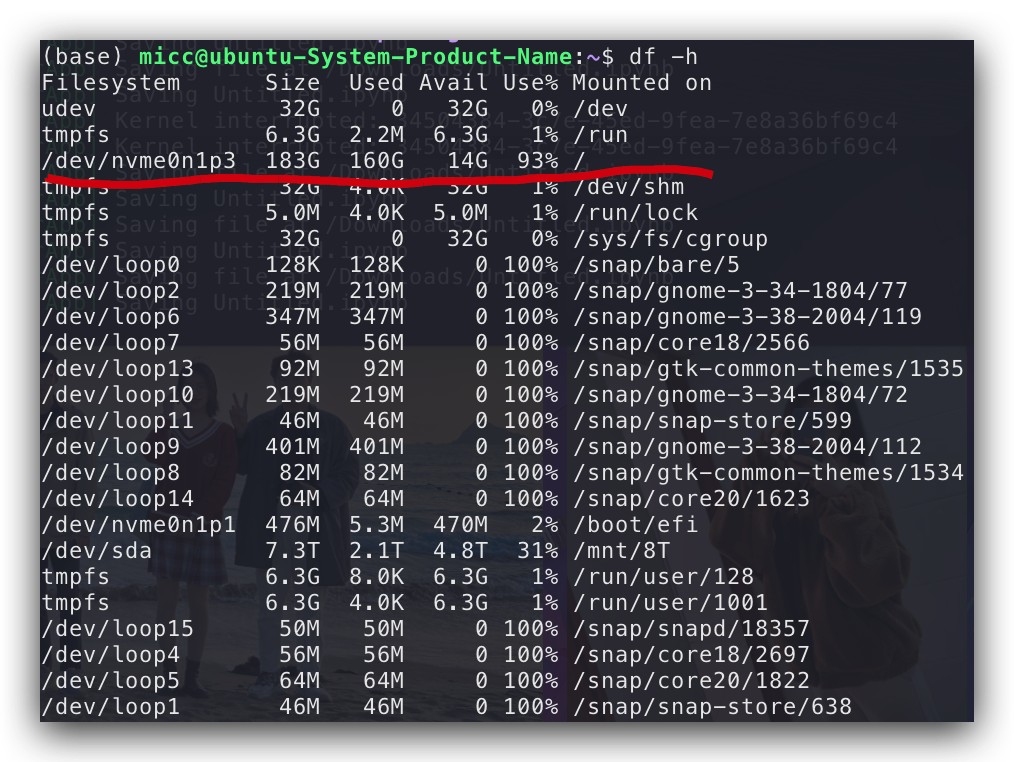 (base) micc@ubuntu-System-Product-Name:~$ df -h
Filesystem Size Used Avail Use% Mounted on
udev 32G 0 32G 0% /dev
tmpfs 6.3G 2.2M 6.3G 1% /run
/dev/nvme0n1p3 183G 160G 14G 93% /
tmpfs 32G 4.0K 32G 1% /dev/shm
tmpfs 5.0M 4.0K 5.0M 1% /run/lock
tmpfs 32G 0 32G 0% /sys/fs/cgroup
/dev/loop0 128K 128K 0 100% /snap/bare/5
/dev/loop2 219M 219M 0 100% /snap/gnome-3-34-1804/77
/dev/loop6 347M 347M 0 100% /snap/gnome-3-38-2004/119
/dev/loop7 56M 56M 0 100% /snap/core18/2566
/dev/loop13 92M 92M 0 100% /snap/gtk-common-themes/1535
/dev/loop10 219M 219M 0 100% /snap/gnome-3-34-1804/72
/dev/loop11 46M 46M 0 100% /snap/snap-store/599
/dev/loop9 401M 401M 0 100% /snap/gnome-3-38-2004/112
/dev/loop8 82M 82M 0 100% /snap/gtk-common-themes/1534
/dev/loop14 64M 64M 0 100% /snap/core20/1623
/dev/nvme0n1p1 476M 5.3M 470M 2% /boot/efi
/dev/sda 7.3T 2.1T 4.8T 31% /mnt/8T
tmpfs 6.3G 8.0K 6.3G 1% /run/user/128
tmpfs 6.3G 4.0K 6.3G 1% /run/user/1001
/dev/loop15 50M 50M 0 100% /snap/snapd/18357
/dev/loop4 56M 56M 0 100% /snap/core18/2697
/dev/loop5 64M 64M 0 100% /snap/core20/1822
/dev/loop1 46M 46M 0 100% /snap/snap-store/638